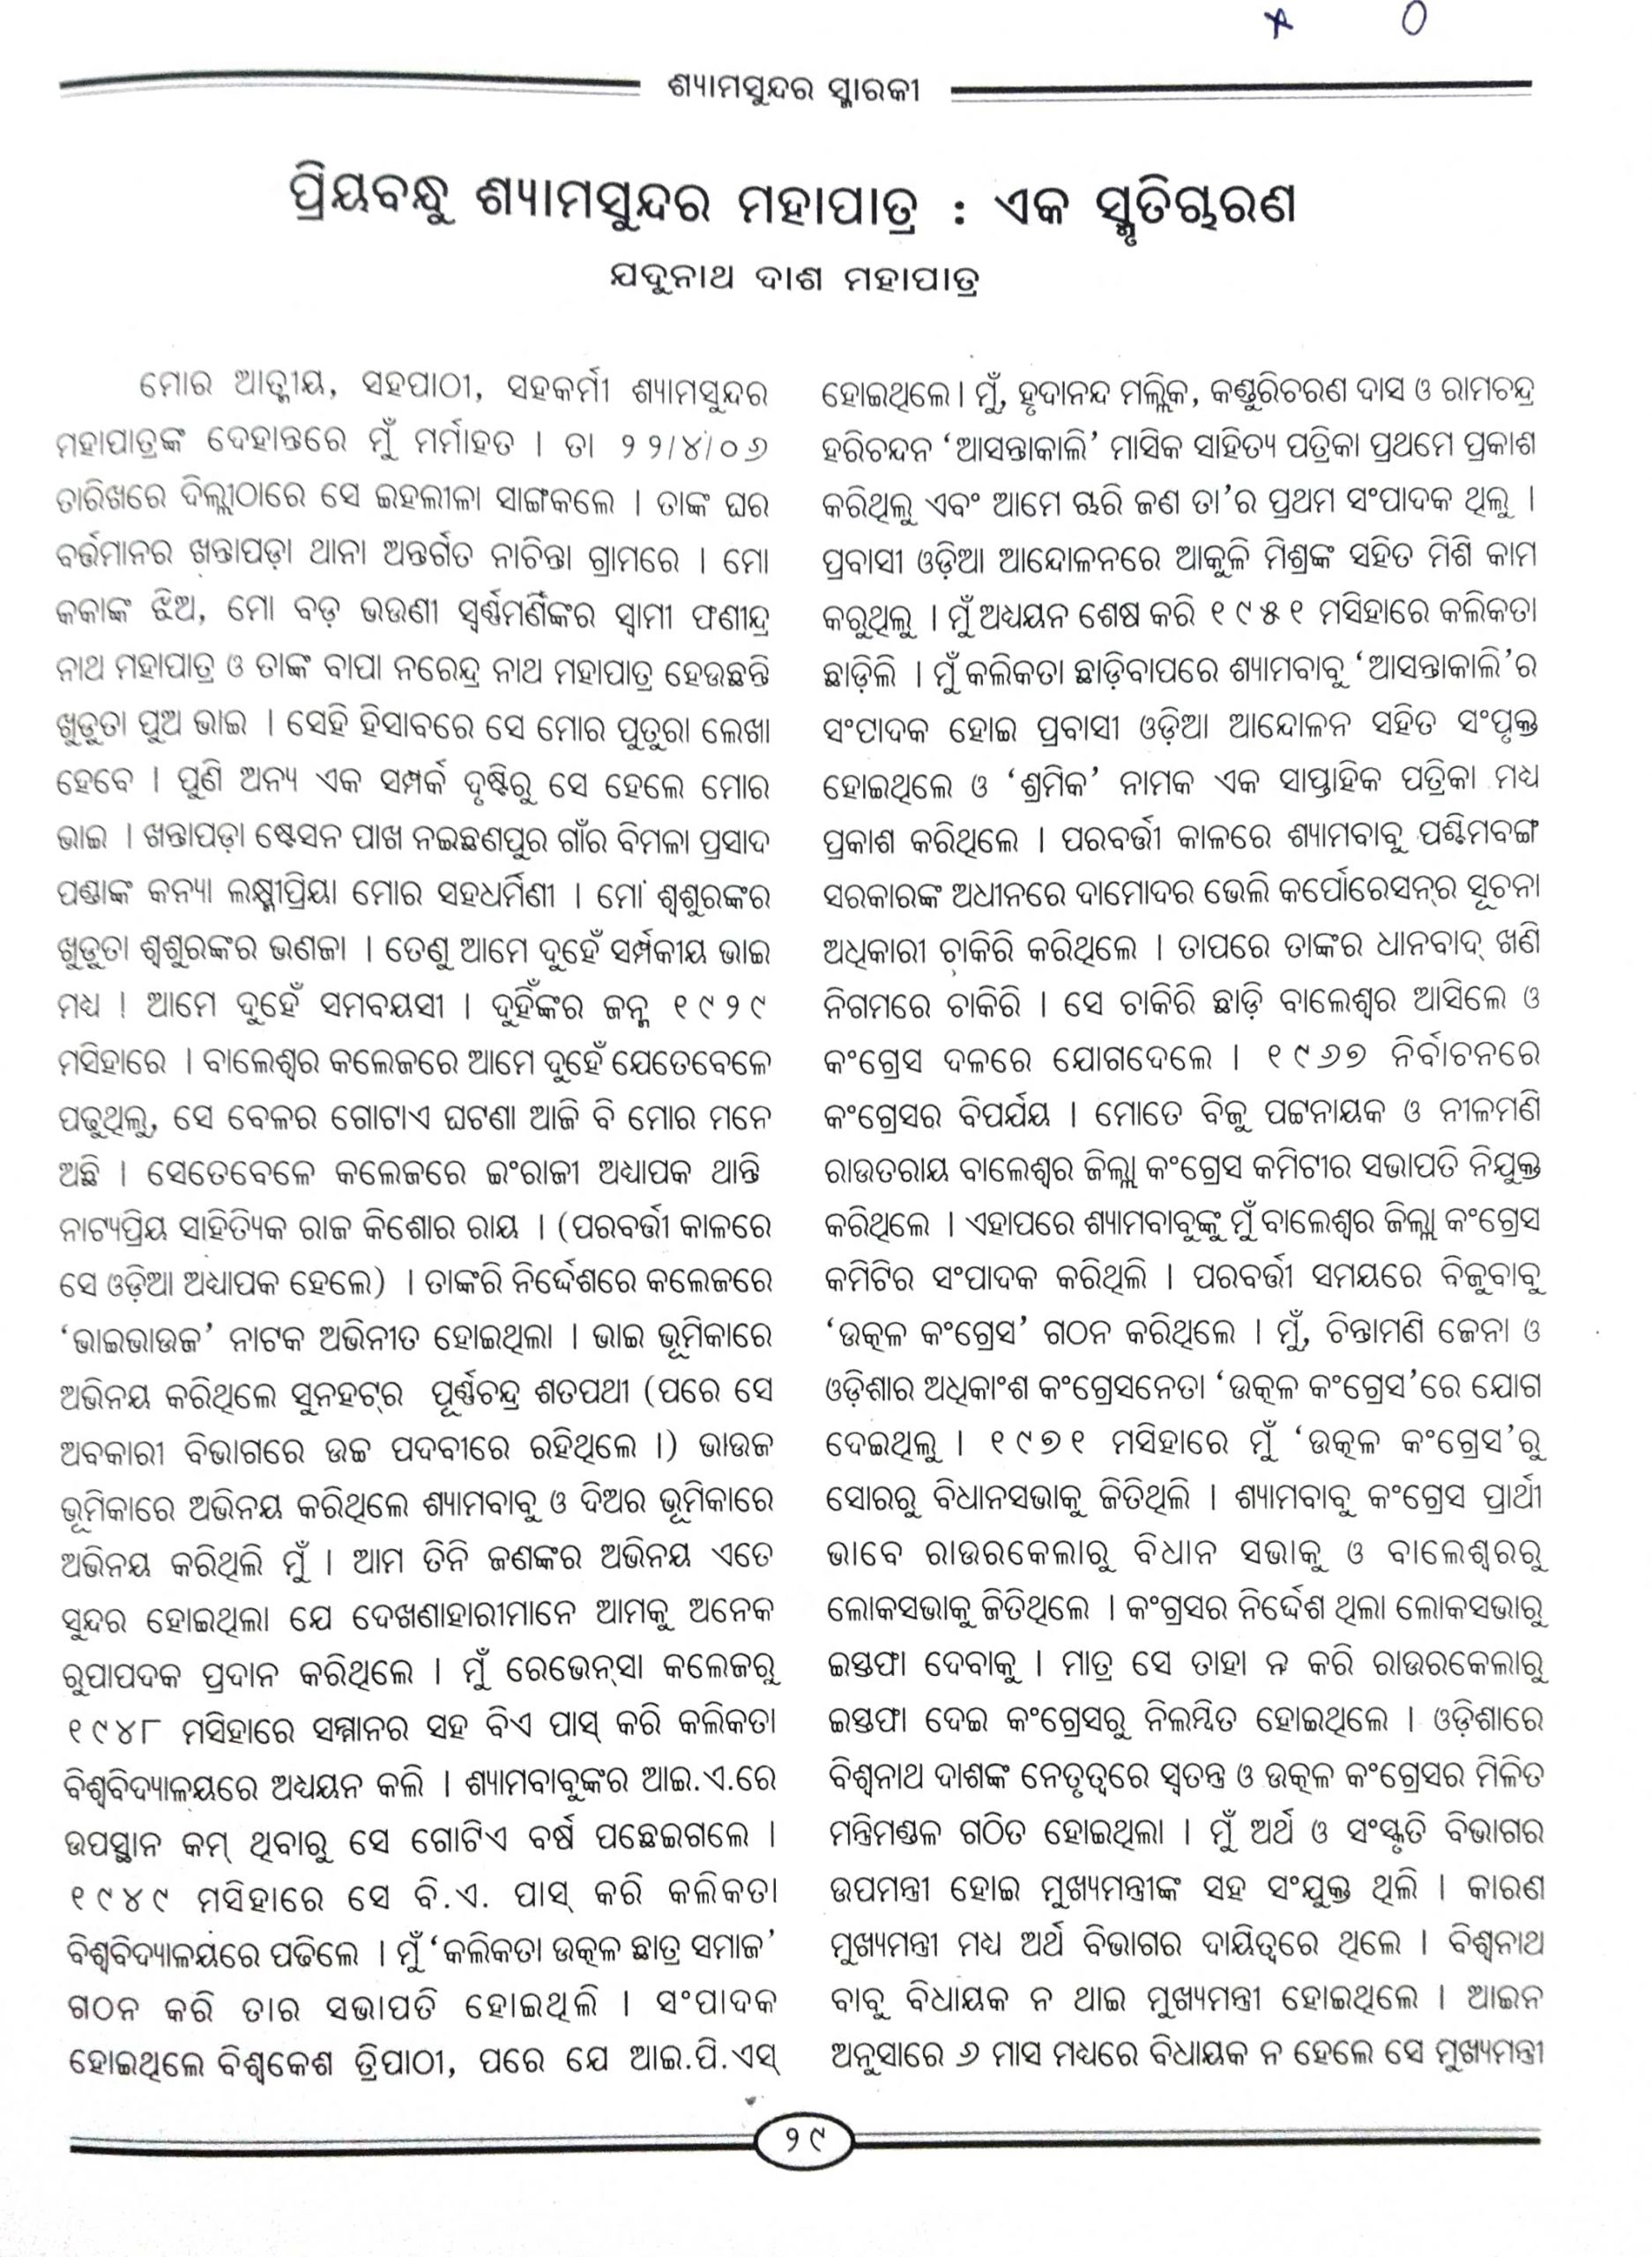 ଶ୍ୟାମସୁନ୍ଦର ସ୍ମାରକୀ
ପ୍ରିୟବନ୍ଧୁ ଶ୍ୟାମସୁନ୍ଦର ମହାପାତ୍ର : ଏକ ସ୍ମୃତିଚାରଣ
ଯଦୁନାଥ ଦାଶ ମହାପାତ୍ର
ମୋର ଆତ୍ମୀୟ, ସହପାଠୀ, ସହକର୍ମୀ ଶ୍ୟାମସୁନ୍ଦର
ମହାପାତ୍ରଙ୍କ ଦେହାନ୍ତରେ ମୁଁ ମର୍ମାହତ । ତା ୨୨/୪/୦୬
ତାରିଖରେ ଦିଲ୍ଲୀଠାରେ ସେ ଇହଲୀଳା ସାଙ୍ଗକଲେ । ତାଙ୍କ ଘର
ବର୍ତ୍ତମାନର ଖନ୍ତାପଡ଼ା ଥାନା ଅନ୍ତର୍ଗତ ନାଚିନ୍ତା ଗ୍ରାମରେ । ମୋ
କକାଙ୍କ ଝିଅ, ମୋ ବଡ଼ ଭଉଣୀ ସ୍ୱର୍ଣ୍ଣମଣିଙ୍କର ସ୍ୱାମୀ ଫଣୀନ୍ଦ୍ର
ନାଥ ମହାପାତ୍ର ଓ ତାଙ୍କ ବାପା ନରେନ୍ଦ୍ର ନାଥ ମହାପାତ୍ର ହେଉଛନ୍ତି
ଖୁଡୁତା ପୁଅ ଭାଇ । ସେହି ହିସାବରେ ସେ ମୋର ପୁତୁରା ଲେଖା
ହେବେ । ପୁଣି ଅନ୍ୟ ଏକ ସମ୍ପର୍କ ଦୃଷ୍ଟିରୁ ସେ ହେଲେ ମୋର
ଭାଇ । ଖନ୍ତାପଡ଼ା ଷ୍ଟେସନ ପାଖ ନଇଛଣପୁର ଗାଁର ବିମଳା ପ୍ରସାଦ
ପଣ୍ଡାଙ୍କ କନ୍ୟା ଲକ୍ଷ୍ମୀପ୍ରିୟା ମୋର ସହଧର୍ମିଣୀ । ମୋ ଶ୍ୱଶୁରଙ୍କର
ଖୁଡୁତା ଶ୍ୱଶୁରଙ୍କର ଭଣଜା । ତେଣୁ ଆମେ ଦୁହେଁ ସର୍ମ୍ପକୀୟ ଭାଇ
ମଧ୍ୟ । ଆମେ ଦୁହେଁ ସମବୟସୀ । ଦୁହିଁଙ୍କର ଜନ୍ମ ୧୯୨୯
ମସିହାରେ । ବାଲେଶ୍ୱର କଲେଜରେ ଆମେ ଦୁହେଁ ଯେତେବେଳେ
ପଢୁଥିଲୁ, ସେ ବେଳର ଗୋଟାଏ ଘଟଣା ଆଜି ବି ମୋର ମନେ
ଅଛି । ସେତେବେଳେ କଲେଜରେ ଇଂରାଜୀ ଅଧ୍ୟାପକ ଥାନ୍ତି
ନାଟ୍ୟପ୍ରିୟ ସାହିତ୍ୟିକ ରାଜ କିଶୋର ରାୟ । (ପରବର୍ତ୍ତୀ କାଳରେ
ସେ ଓଡ଼ିଆ ଅଧ୍ୟାପକ ହେଲେ) । ତାଙ୍କରି ନିର୍ଦ୍ଦେଶରେ କଲେଜରେ
‘ଭାଇଭାଉଜ’ ନାଟକ ଅଭିନୀତ ହୋଇଥିଲା । ଭାଇ ଭୂମିକାରେ
ଅଭିନୟ କରିଥିଲେ ସୁନହଟ୍‌ର ପୂର୍ଣ୍ଣଚନ୍ଦ୍ର ଶତପଥୀ (ପରେ ସେ
ଅବକାରୀ ବିଭାଗରେ ଉଚ୍ଚ ପଦବୀରେ ରହିଥିଲେ ।) ଭାଉଜ
ଭୂମିକାରେ ଅଭିନୟ କରିଥିଲେ ଶ୍ୟାମବାବୁ ଓ ଦିଅର ଭୂମିକାରେ
ଅଭିନୟ କରିଥିଲି ମୁଁ । ଆମ ତିନି ଜଣଙ୍କର ଅଭିନୟ ଏତେ
ସୁନ୍ଦର ହୋଇଥିଲା ଯେ ଦେଖଣାହାରୀମାନେ ଆମକୁ ଅନେକ
ରୁପାପଦକ ପ୍ରଦାନ କରିଥିଲେ । ମୁଁ ରେଭେନ୍‌ସା କଲେଜରୁ
୧୯୪୮ ମସିହାରେ ସମ୍ମାନର ସହ ବିଏ ପାସ୍ କରି କଲିକତା
ବିଶ୍ୱବିଦ୍ୟାଳୟରେ ଅଧ୍ୟୟନ କଲି । ଶ୍ୟାମବାବୁଙ୍କର ଆଇ.ଏ.ରେ
ଉପସ୍ଥାନ କମ୍ ଥିବାରୁ ସେ ଗୋଟିଏ ବର୍ଷ ପଛେଇଗଲେ ।
୧୯୪୯ ମସିହାରେ ସେ ବି.ଏ. ପାସ୍ କରି କଲିକତା
ବିଶ୍ୱବିଦ୍ୟାଳୟରେ ପଢିଲେ । ମୁଁ ‘କଲିକତା ଉତ୍କଳ ଛାତ୍ର ସମାଜ’
ଗଠନ କରି ତାର ସଭାପତି ହୋଇଥିଲି । ସଂପାଦକ
ହୋଇଥିଲେ ବିଶ୍ୱକେଶ ତ୍ରିପାଠୀ, ପରେ ଯେ ଆଇ.ପି.ଏସ୍
ହୋଇଥିଲେ । ମୁଁ, ହୃଦାନନ୍ଦ ମଲ୍ଲିକ, କଣ୍ଡୁରିଚରଣ ଦାସ ଓ ରାମଚନ୍ଦ୍ର
ହରିଚନ୍ଦନ ‘ଆସନ୍ତାକାଲି’ ମାସିକ ସାହିତ୍ୟ ପତ୍ରିକା ପ୍ରଥମେ ପ୍ରକାଶ
କରିଥିଲୁ ଏବଂ ଆମେ ଚାରି ଜଣ ତା’ର ପ୍ରଥମ ସଂପାଦକ ଥିଲୁ ।
ପ୍ରବାସୀ ଓଡ଼ିଆ ଆନ୍ଦୋଳନରେ ଆକୁଳି ମିଶ୍ରଙ୍କ ସହିତ ମିଶି କାମ
କରୁଥିଲୁ । ମୁଁ ଅଧ୍ୟୟନ ଶେଷ କରି ୧୯୫୧ ମସିହାରେ କଲିକତା
ଛାଡ଼ିଲି । ମୁଁ କଲିକତା ଛାଡ଼ିବାପରେ ଶ୍ୟାମବାବୁ ‘ଆସନ୍ତାକାଲି’ର
ସଂପାଦକ ହୋଇ ପ୍ରବାସୀ ଓଡ଼ିଆ ଆନ୍ଦୋଳନ ସହିତ ସଂପୃକ୍ତ
ହୋଇଥିଲେ ଓ ‘ଶ୍ରମିକ’ ନାମକ ଏକ ସାପ୍ତାହିକ ପତ୍ରିକା ମଧ୍ୟ
ପ୍ରକାଶ କରିଥିଲେ । ପରବର୍ତ୍ତୀ କାଳରେ ଶ୍ୟାମବାବୁ ପଶ୍ଚିମବଙ୍ଗ
ସରକାରଙ୍କ ଅଧୀନରେ ଦାମୋଦର ଭେଲି କର୍ପୋରେସନ୍‌ର ସୂଚନା
ଅଧିକାରୀ ଚାକିରି କରିଥିଲେ । ତାପରେ ତାଙ୍କର ଧାନବାଦ୍ ଖଣି
ନିଗମରେ ଚାକିରି । ସେ ଚାକିରି ଛାଡ଼ି ବାଲେଶ୍ୱର ଆସିଲେ ଓ
କଂଗ୍ରେସ ଦଳରେ ଯୋଗଦେଲେ । ୧୯୬୭ ନିର୍ବାଚନରେ
କଂଗ୍ରେସର ବିପର୍ଯୟ । ମୋତେ ବିଜୁ ପଟ୍ଟନାୟକ ଓ ନୀଳମଣି
ରାଉତରାୟ ବାଲେଶ୍ୱର ଜିଲ୍ଲା କଂଗ୍ରେସ କମିଟୀର ସଭାପତି ନିଯୁକ୍ତ
କରିଥିଲେ । ଏହାପରେ ଶ୍ୟାମବାବୁଙ୍କୁ ମୁଁ ବାଲେଶ୍ୱର ଜିଲ୍ଲା କଂଗ୍ରେସ
କମିଟିର ସଂପାଦକ କରିଥିଲି । ପରବର୍ତ୍ତୀ ସମୟରେ ବିଜୁବାବୁ
‘ଉତ୍କଳ କଂଗ୍ରେସ’ ଗଠନ କରିଥିଲେ । ମୁଁ, ଚିନ୍ତାମଣି ଜେନା ଓ
ଓଡ଼ିଶାର ଅଧିକାଂଶ କଂଗ୍ରେସନେତା ‘ଉତ୍କଳ କଂଗ୍ରେସ’ରେ ଯୋଗ
ଦେଇଥିଲୁ । ୧୯୭୧ ମସିହାରେ ମୁଁ ‘ଉତ୍କଳ କଂଗ୍ରେସ’ରୁ
ସୋରରୁ ବିଧାନସଭାକୁ ଜିତିଥିଲି । ଶ୍ୟାମବାବୁ କଂଗ୍ରେସ ପ୍ରାର୍ଥୀ
ଭାବେ ରାଉରକେଲାରୁ ବିଧାନ ସଭାକୁ ଓ ବାଲେଶ୍ୱରରୁ
ଲୋକସଭାକୁ ଜିତିଥିଲେ । କଂଗ୍ରସର ନିର୍ଦ୍ଦେଶ ଥିଲା ଲୋକସଭାରୁ
ଇସ୍ତଫା ଦେବାକୁ । ମାତ୍ର ସେ ତାହା ନ କରି ରାଉରକେଲାରୁ
ଇସ୍ତଫା ଦେଇ କଂଗ୍ରେସରୁ ନିଲମ୍ବିତ ହୋଇଥିଲେ । ଓଡ଼ିଶାରେ
ବିଶ୍ୱନାଥ ଦାଶଙ୍କ ନେତୃତ୍ୱରେ ସ୍ୱତନ୍ତ୍ର ଓ ଉତ୍କଳ କଂଗ୍ରେସର ମିଳିତ
ମନ୍ତ୍ରିମଣ୍ଡଳ ଗଠିତ ହୋଇଥିଲା । ମୁଁ ଅର୍ଥ ଓ ସଂସ୍କୃତି ବିଭାଗର
ଉପମନ୍ତ୍ରୀ ହୋଇ ମୁଖ୍ୟମନ୍ତ୍ରୀଙ୍କ ସହ ସଂଯୁକ୍ତ ଥିଲି । କାରଣ
ମୁଖ୍ୟମନ୍ତ୍ରୀ ମଧ୍ୟ ଅର୍ଥ ବିଭାଗର ଦାୟିତ୍ୱରେ ଥିଲେ । ବିଶ୍ୱନାଥ
ବାବୁ ବିଧାୟକ ନ ଥାଇ ମୁଖ୍ୟମନ୍ତ୍ରୀ ହୋଇଥିଲେ । ଆଇନ
ଅନୁସାରେ ୬ ମାସ ମଧ୍ୟରେ ବିଧାୟକ ନ ହେଲେ ସେ ମୁଖ୍ୟମନ୍ତ୍ରୀ
୨୯